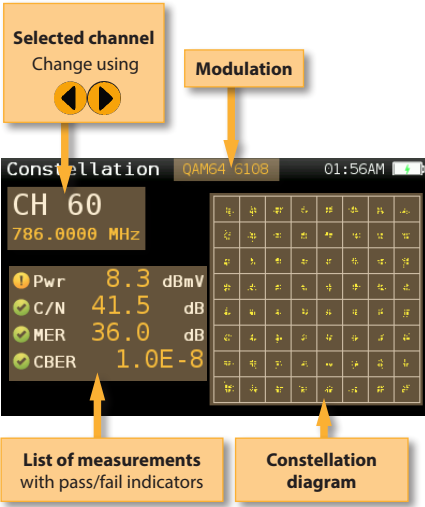 Selected channel
Change using
Modulation
Constellation QAM64 6108 01:56AM
CH 60
786.0000 MHz
Pwr 8.3 dBmV
C/N 41.5 dB
MER 36.0 dB
CBER 1.0E-8
List of measurements
with pass/fail indicators
Constellation
diagram